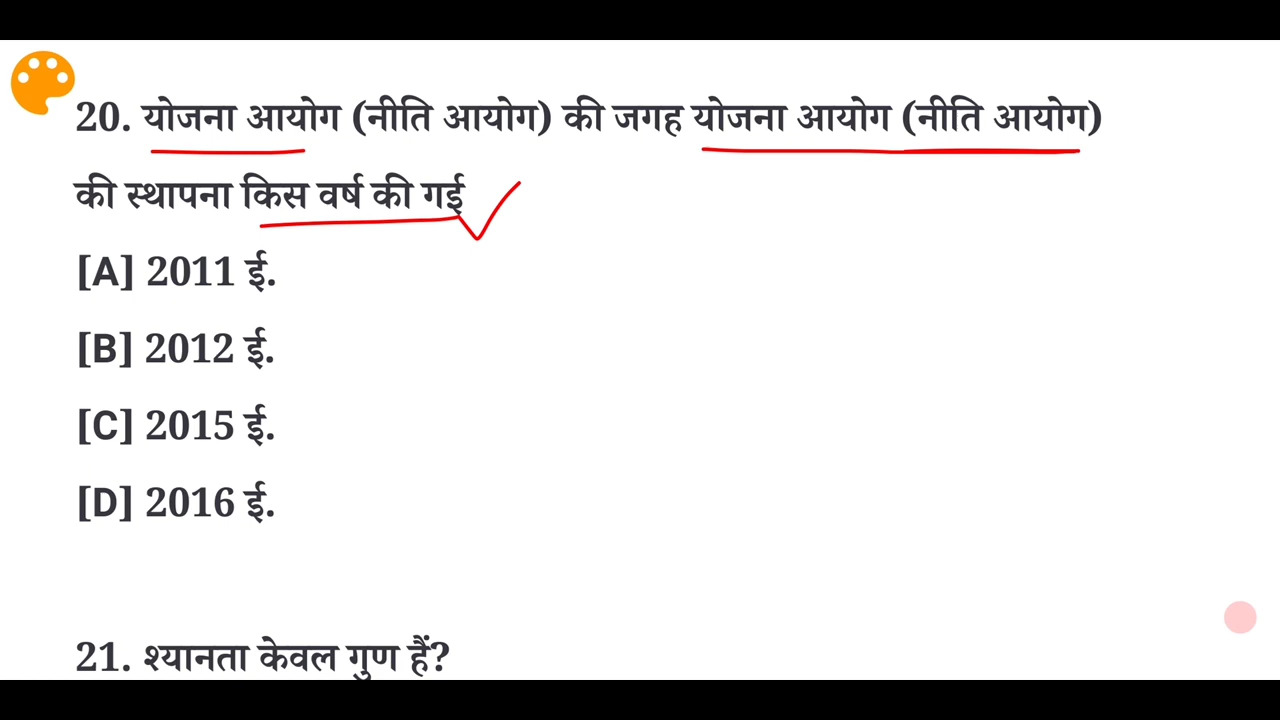 20. योजना आयोग (नीति आयोग) की जगह योजना आयोग (नीति आयोग)
की स्थापना किस वर्ष की गई
[A] 2011 ई.
[B] 2012 ई.
[C] 2015 ई.
[D] 2016 ई.
21. श्यानता केवल गुण हैं?